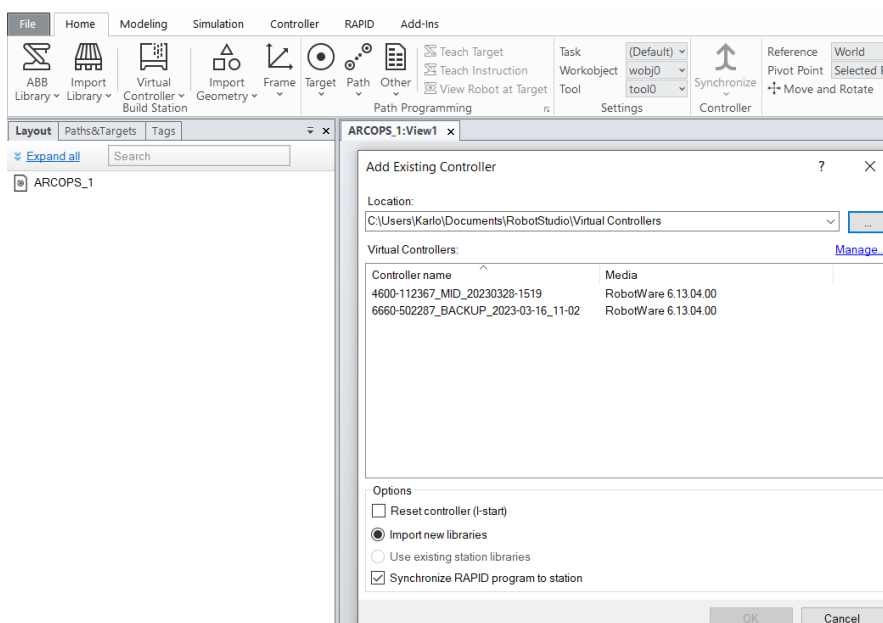 File Home Modeling Simulation Controller RAPID Add-Ins
ABB Library
Import Library
Virtual Controller
Import Geometry
Frame
Target
Path
Other
Build Station
Teach Target
Teach Instruction
View Robot at Target
Path Programming
Task (Default)
Workobject wobj0
Tool tool0
Settings
Synchronize
Controller
Reference World
Pivot Point Selected
Move and Rotate
Layout Paths&Targets Tags
Expand all Search
ARCOPS_1
ARCOPS_1:View1 x
Add Existing Controller ?
Location:
C:\Users\Karlo\Documents\RobotStudio\Virtual Controllers ...
Virtual Controllers: Manage..
Controller name Media
4600-112367_MID_20230328-1519 RobotWare 6.13.04.00
6660-502287_BACKUP_2023-03-16_11-02 RobotWare 6.13.04.00
Options
Reset controller (I-start)
Import new libraries
Use existing station libraries
Synchronize RAPID program to station
OK Cancel